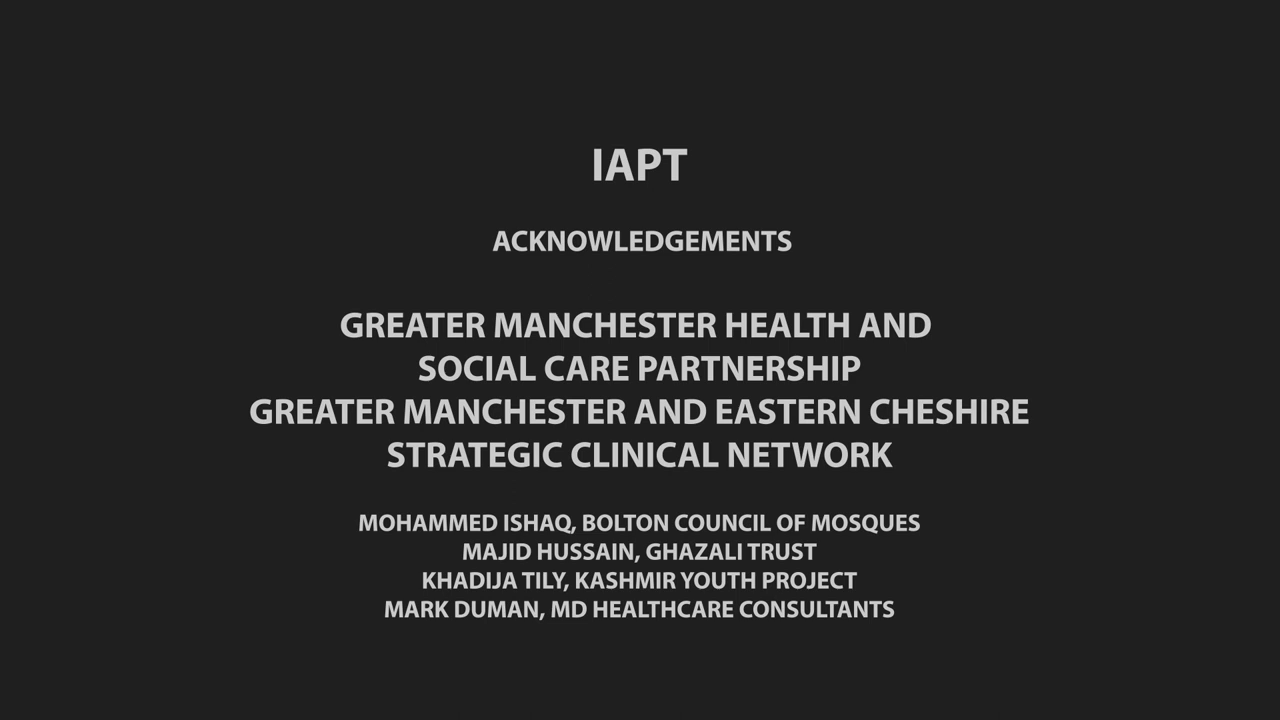 IAPT
ACKNOWLEDGEMENTS
GREATER MANCHESTER HEALTH AND
SOCIAL CARE PARTNERSHIP
GREATER MANCHESTER AND EASTERN CHESHIRE
STRATEGIC CLINICAL NETWORK
MOHAMMED ISHAQ, BOLTON COUNCIL OF MOSQUES
MAJID HUSSAIN, GHAZALI TRUST
KHADIJA TILY, KASHMIR YOUTH PROJECT
MARK DUMAN, MD HEALTHCARE CONSULTANTS